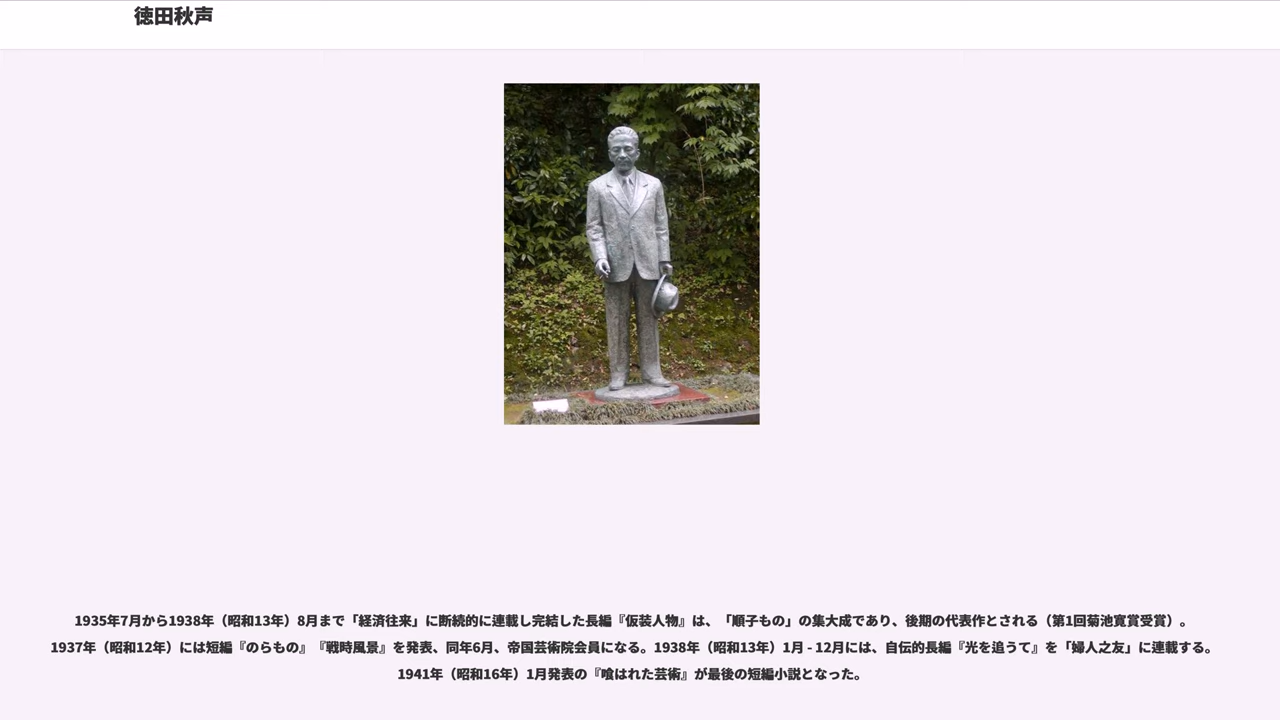 徳田秋声
1935年7月から1938年（昭和13年）8月まで「経済往来」に断続的に連載し完結した長編『仮装人物』は、「順子もの」の集大成であり、後期の代表作とされる（第1回菊池寛賞受賞）。
1937年（昭和12年）には短編『のらもの』『戦時風景』を発表、同年6月、帝国芸術院会員になる。1938年（昭和13年）1月 - 12月には、自伝的長編『光を追うて』を「婦人之友」に連載する。
1941年（昭和16年）1月発表の『喰はれた芸術』が最後の短編小説となった。